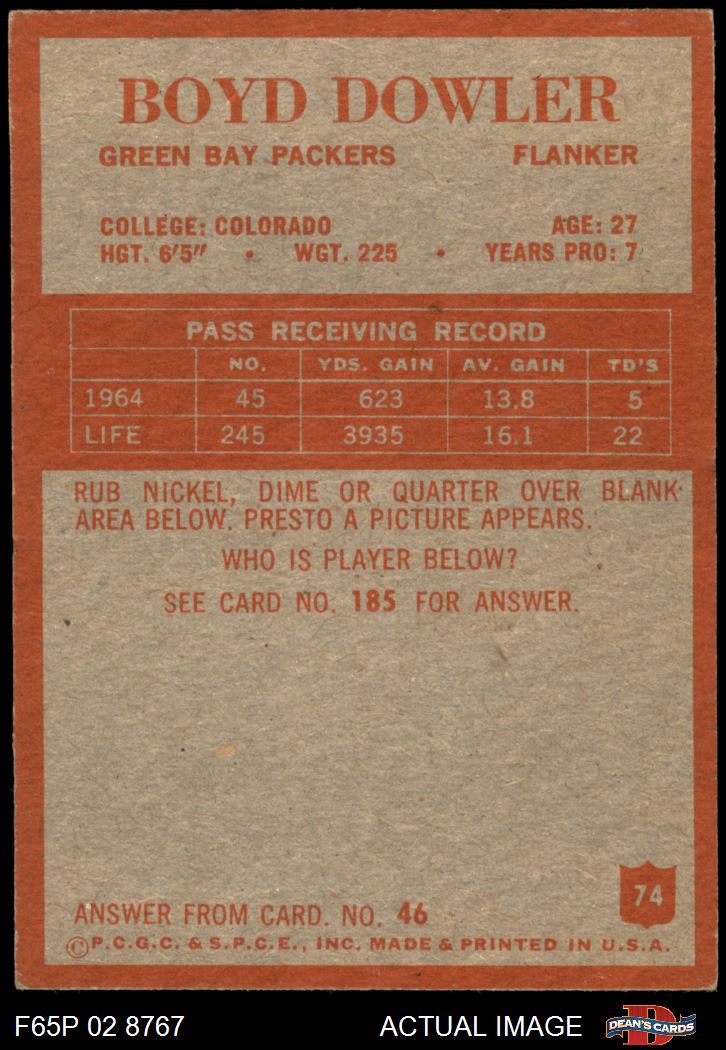 BOYD DOWLER
GREEN BAY PACKERS FLANKER
COLLEGE: COLORADO AGE: 27
HGT. 6'5" • WGT. 225 • YEARS PRO: 7
PASS RECEIVING RECORD
NO. YDS. GAIN AV. GAIN TD'S
1964 45 623 13.8 5
LIFE 245 3935 16.1 22
RUB NICKEL, DIME OR QUARTER OVER BLANK
AREA BELOW. PRESTO A PICTURE APPEARS.
WHO IS PLAYER BELOW?
SEE CARD NO. 185 FOR ANSWER.
74
ANSWER FROM CARD. NO. 46
©P.C.G.C. & S.P.C.E., INC. MADE & PRINTED IN U.S.A.
F65P 02 8767 ACTUAL IMAGE D DEAN'S CARDS